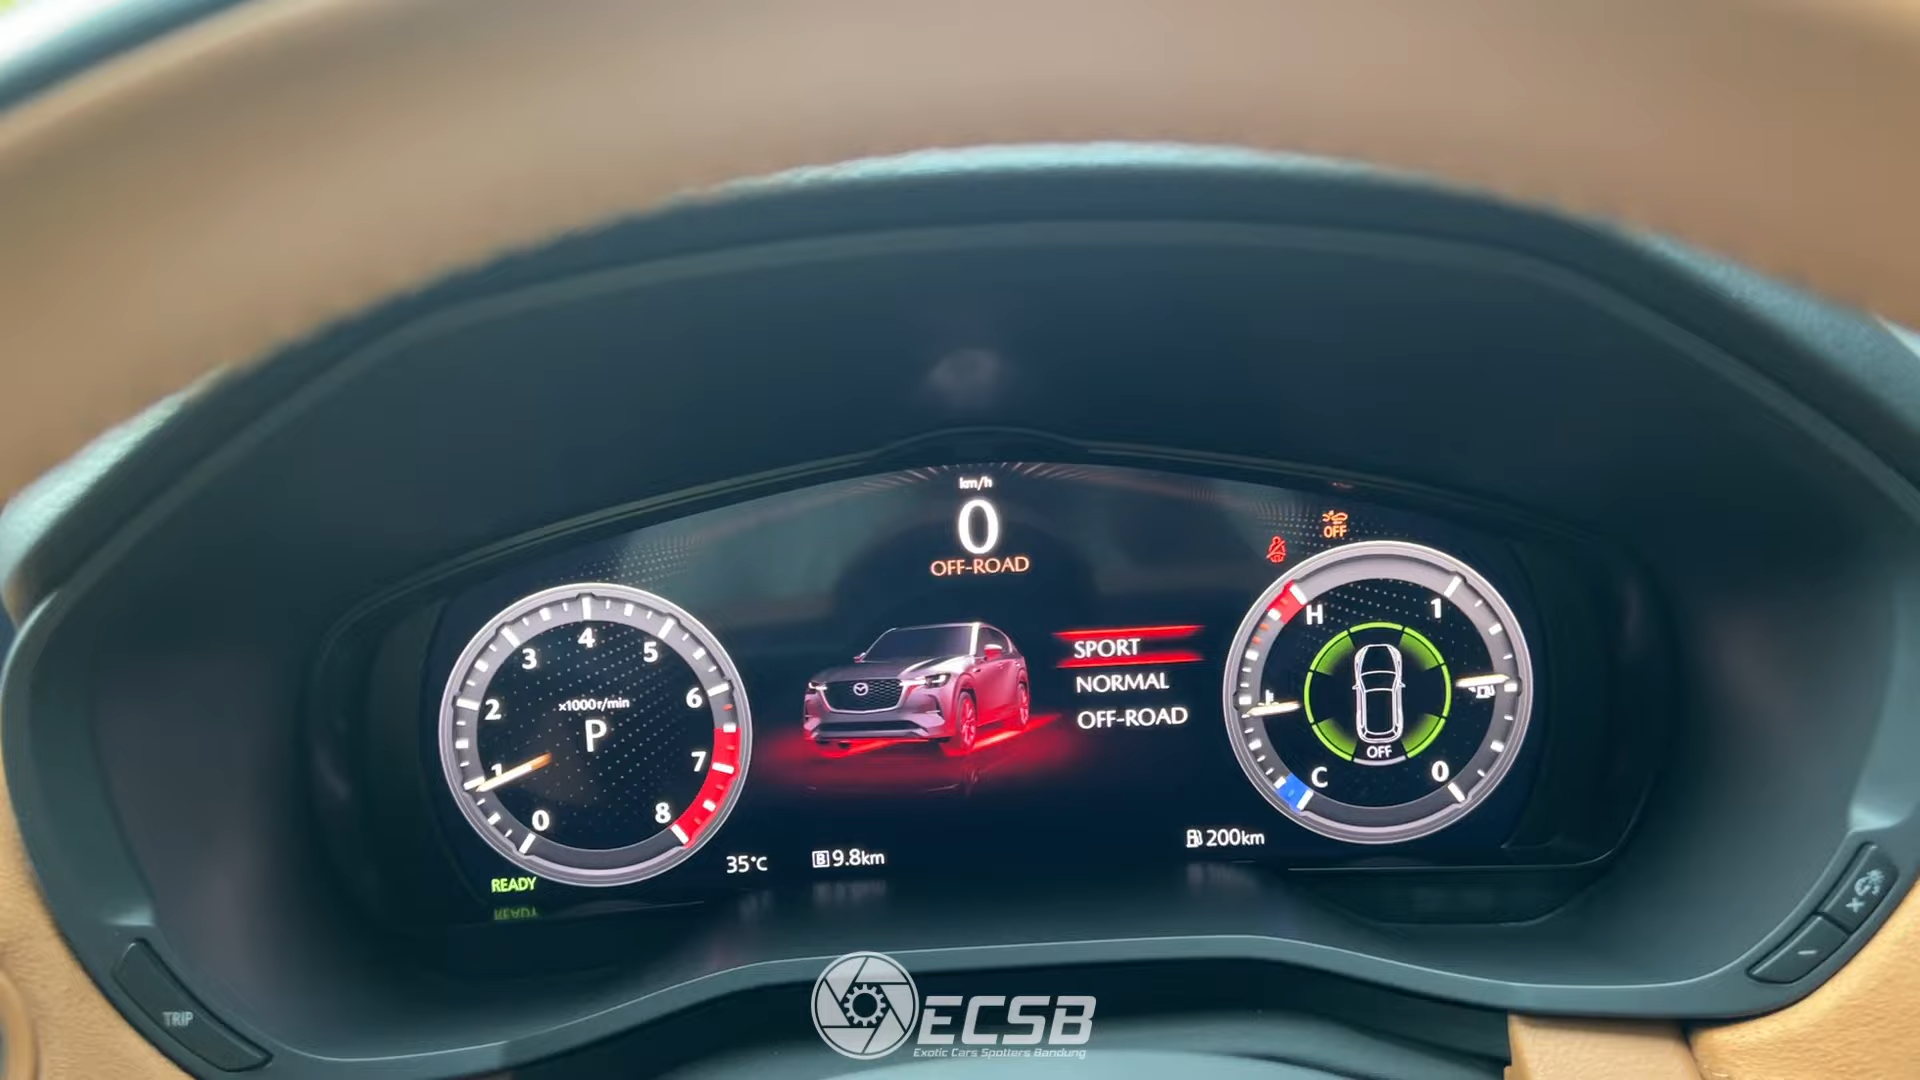 km/h
0
OFF-ROAD
OFF
4
3
5
2
6
x1000r/min
P
1
7
0
8
SPORT
NORMAL
OFF-ROAD
H
1
OFF
C
0
READY
35°C
B 9.8km
200km
TRIP
ECSB
Exotic Cars Spotters Bandung